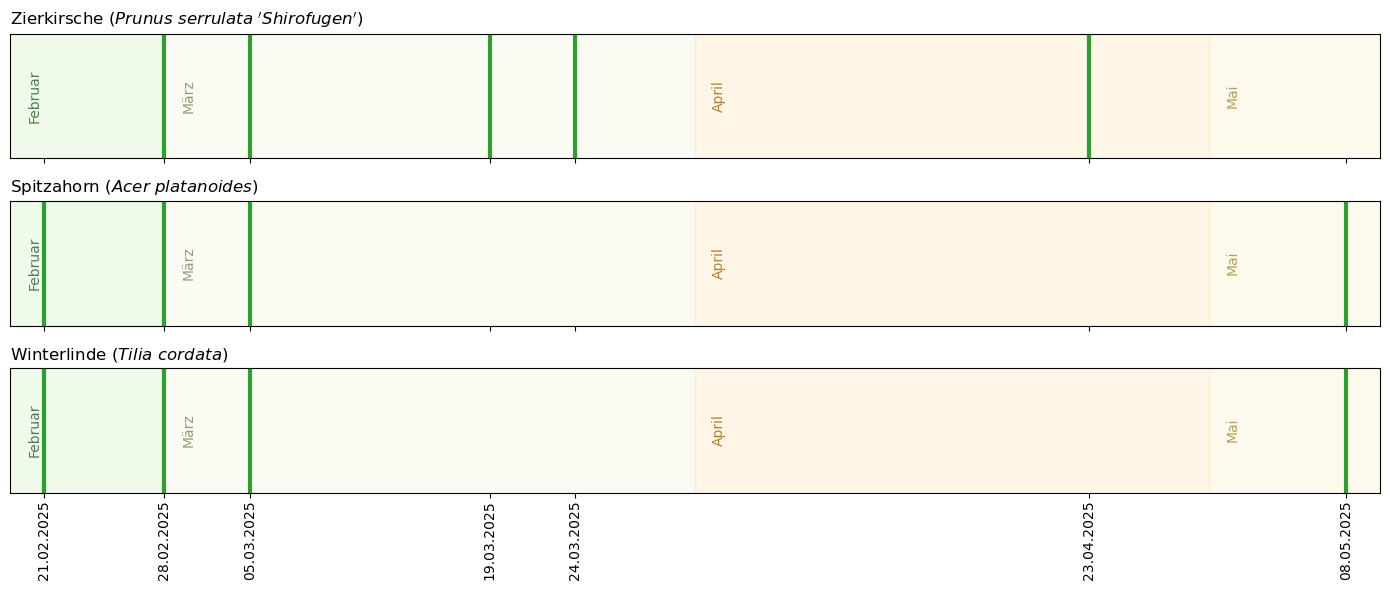 Zierkirsche (Prunus serrulata 'Shirofugen')
Februar
März
April
Mai
Spitzahorn (Acer platanoides)
Februar
März
April
Mai
Winterlinde (Tilia cordata)
Februar
März
April
Mai
21.02.2025
28.02.2025
05.03.2025
19.03.2025
24.03.2025
23.04.2025
08.05.2025